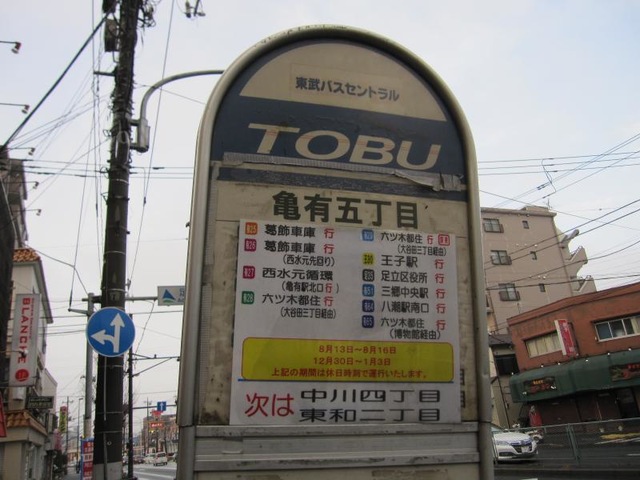 東武バスセントラル
TOBU
亀有五丁目
葛飾車庫行
葛飾車庫行
(西水元先回り)
西水元循環
(亀有駅北口行)
六ツ木都住行
(大谷田三丁目経由)
六ツ木都住行
(大谷田三丁目経由)
王子駅行
足立区役所行
三郷中央駅行
八潮駅南口行
六ツ木都住行
(博物館経由)
8月13日〜8月16日
12月30日〜1月3日
上記の期間は休日時刻で運行いたします。
次は 中川四丁目
東和二丁目
BLANCHE